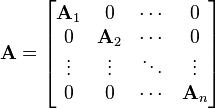 A = [ A₁ 0 ⋯ 0
0 A₂ ⋯ 0
⋮ ⋮ ⋱ ⋮
0 0 ⋯ Aₙ ]